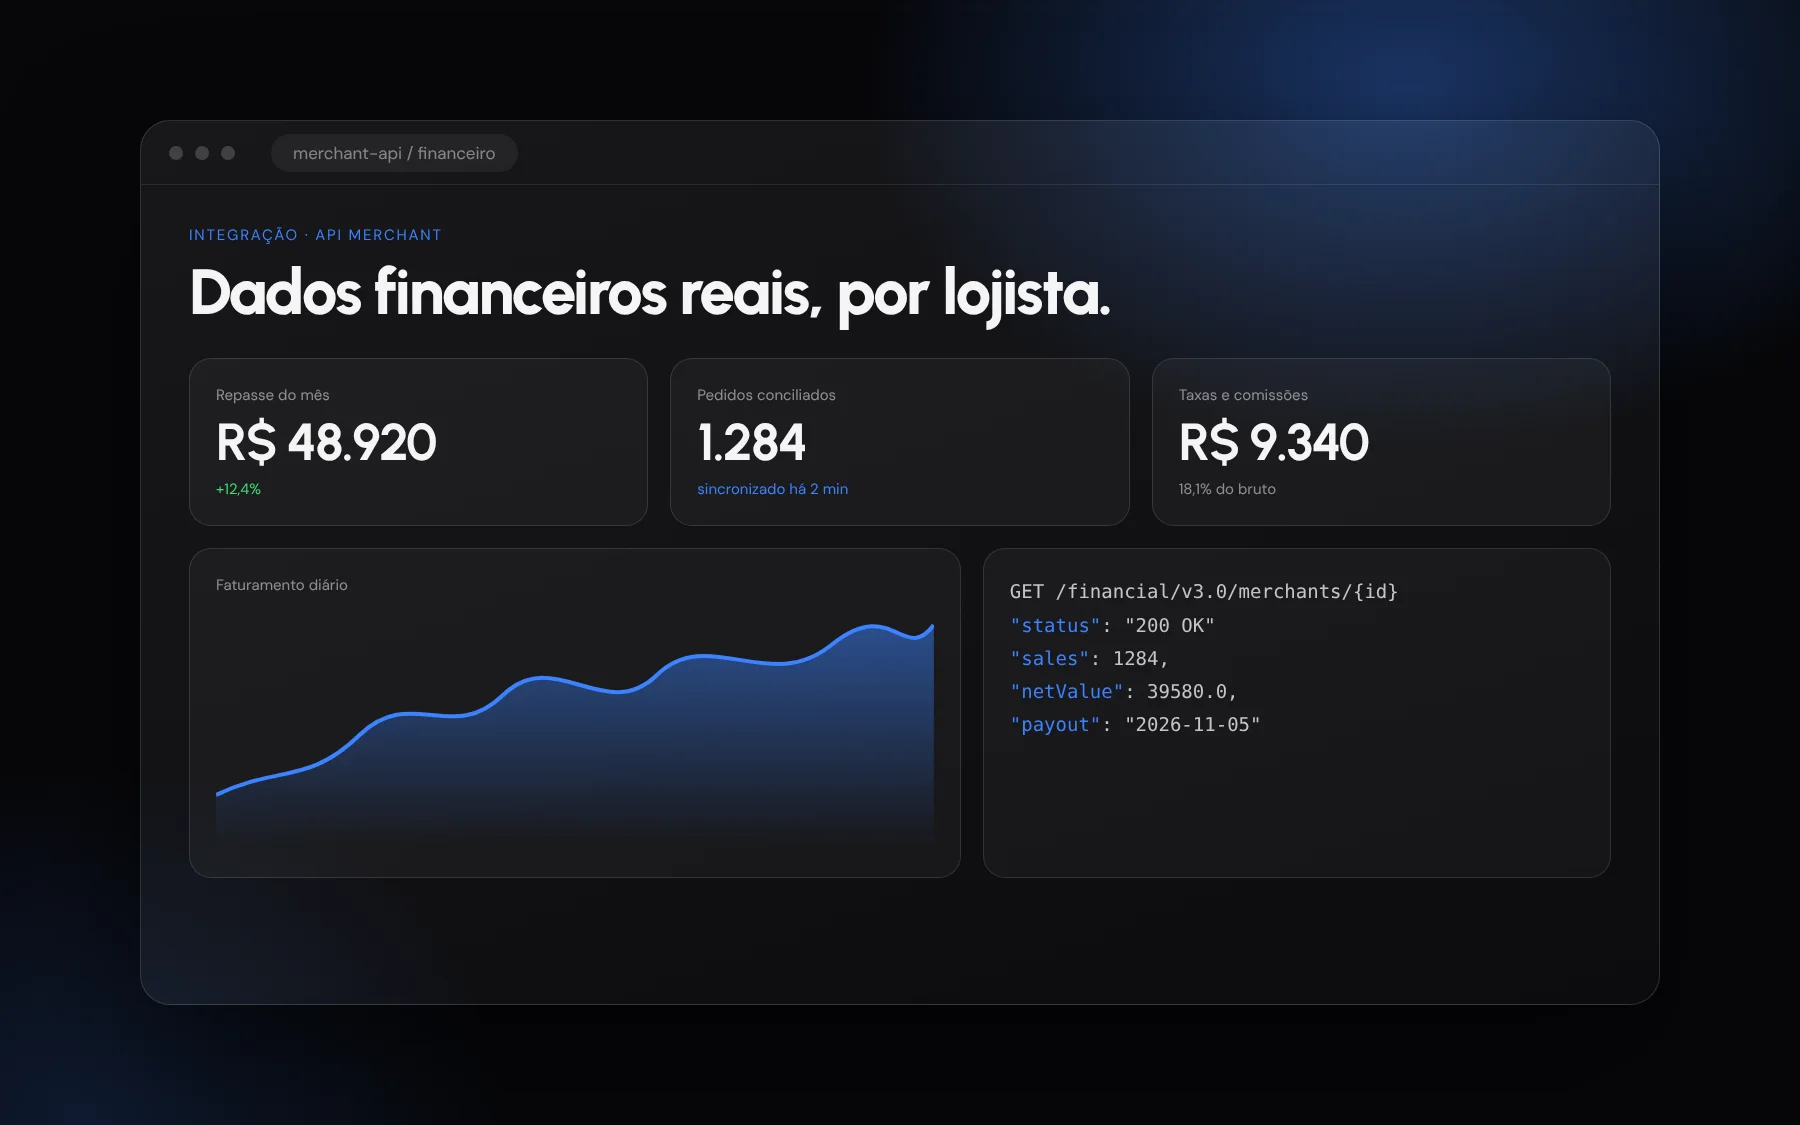 merchant-api / financeiro
INTEGRAÇÃO · API MERCHANT
Dados financeiros reais, por lojista.
Repasse do mês
R$ 48.920
+12,4%
Pedidos conciliados
1.284
sincronizado há 2 min
Taxas e comissões
R$ 9.340
18,1% do bruto
Faturamento diário
GET /financial/v3.0/merchants/{id}
"status": "200 OK"
"sales": 1284,
"netValue": 39580.0,
"payout": "2026-11-05"